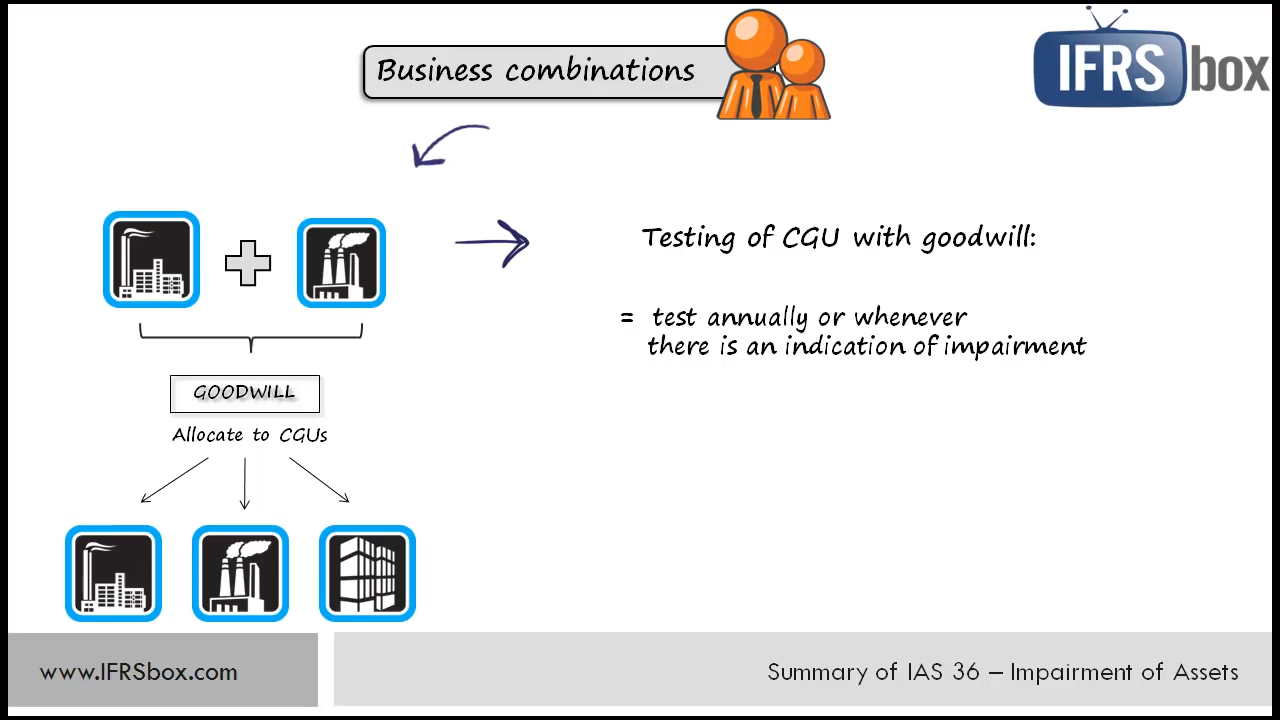 Business combinations
IFRS box
Testing of CGU with goodwill:
= test annually or whenever
there is an indication of impairment
GOODWILL
Allocate to CGUs
www.IFRSbox.com
Summary of IAS 36 – Impairment of Assets